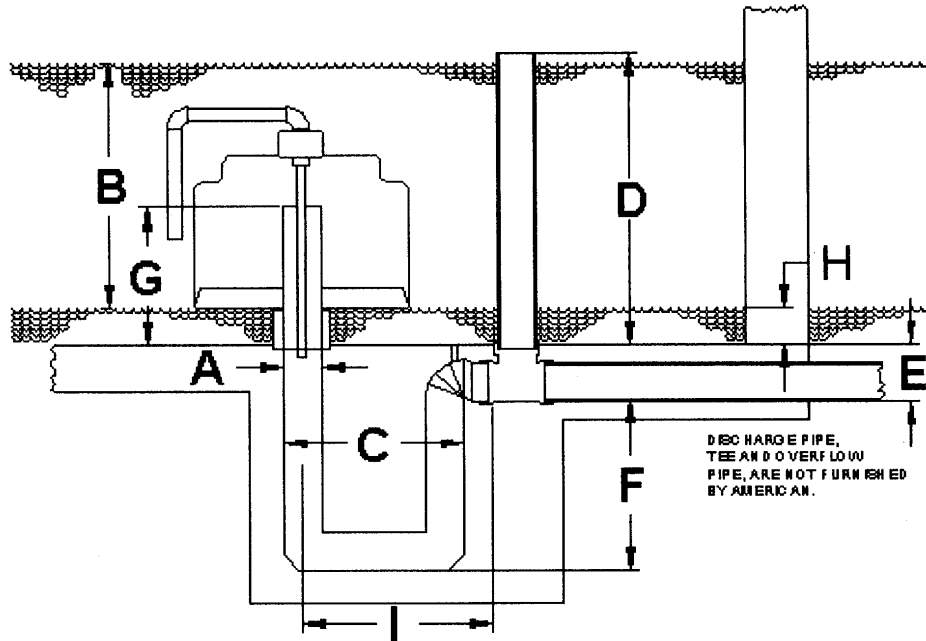 B
D
G
H
A
E
C
F
DISCHARGE PIPE,
TEE AND OVERFLOW
PIPE, ARE NOT FURNISHED
BY AMERICAN.
I